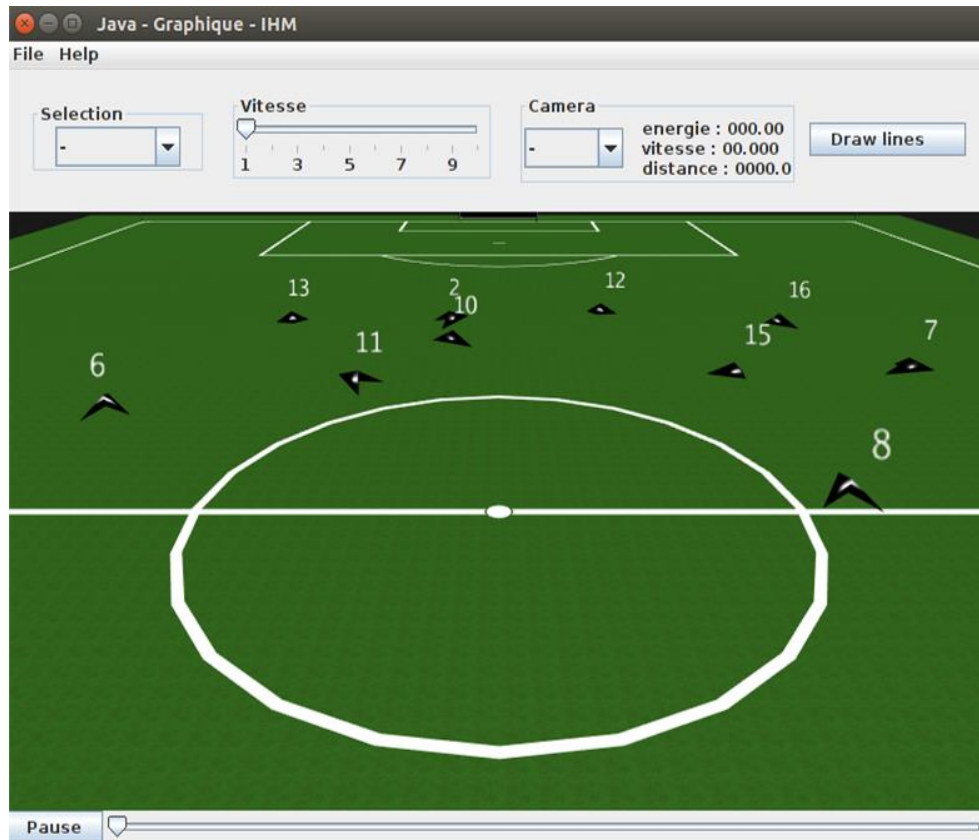 Java - Graphique - IHM
File Help
Selection
-
Vitesse
1 3 5 7 9
Camera
-
energie : 000.00
vitesse : 00.000
distance : 0000.0
Draw lines
13
2
10
12
16
6
11
15
7
8
Pause